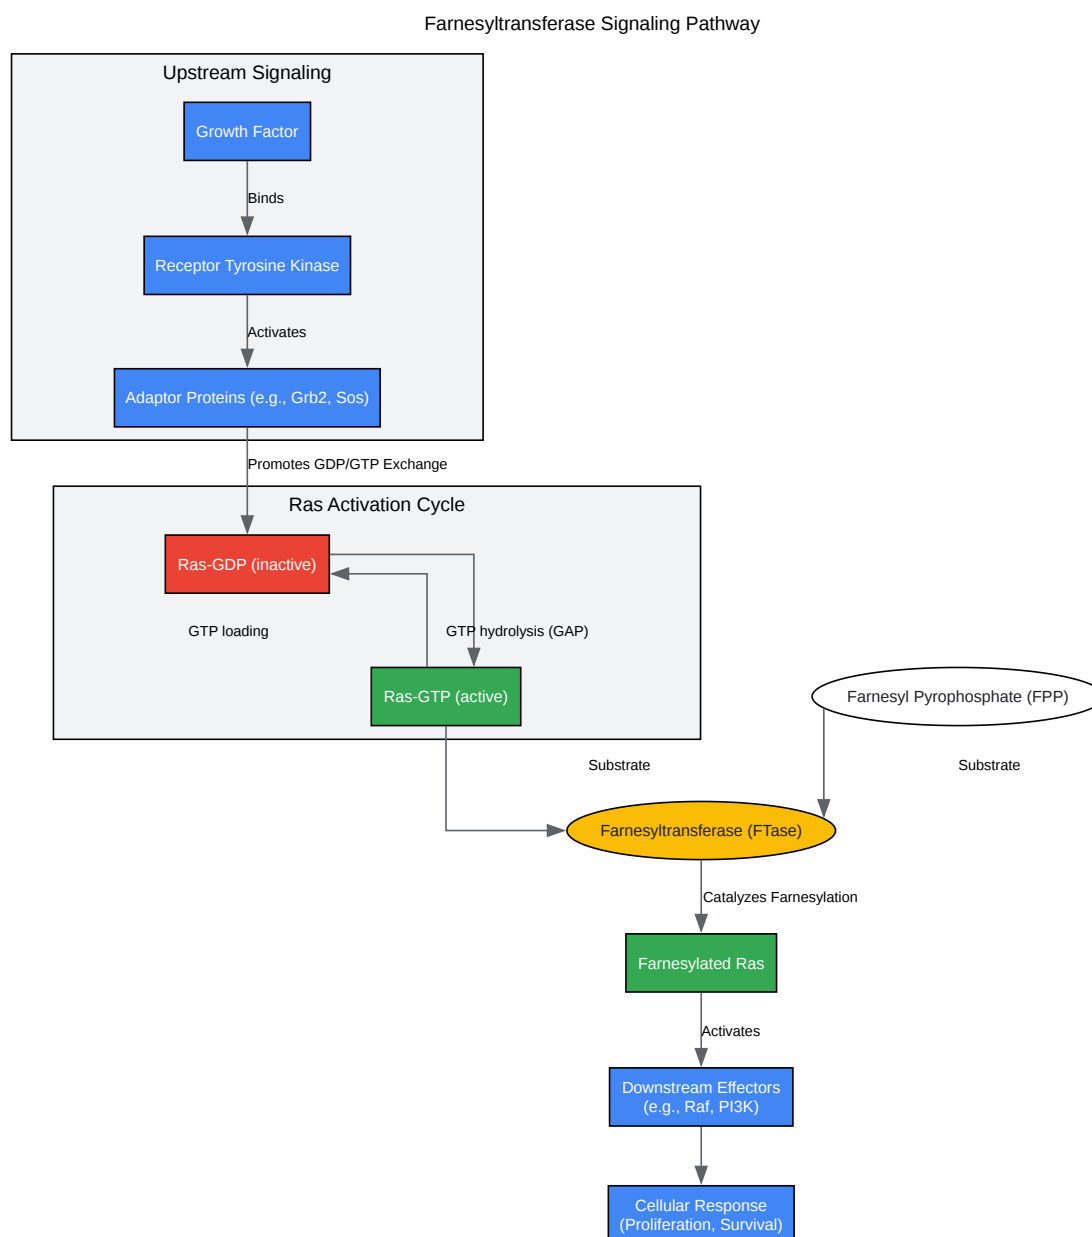 Farnesyltransferase Signaling Pathway
Upstream Signaling
Growth Factor
Binds
Receptor Tyrosine Kinase
Activates
Adaptor Proteins (e.g., Grb2, Sos)
Promotes GDP/GTP Exchange
Ras Activation Cycle
Ras-GDP (inactive)
GTP loading
GTP hydrolysis (GAP)
Ras-GTP (active)
Farnesyl Pyrophosphate (FPP)
Substrate
Substrate
Farnesyltransferase (FTase)
Catalyzes Farnesylation
Farnesylated Ras
Activates
Downstream Effectors
(e.g., Raf, PI3K)
Cellular Response
(Proliferation, Survival)